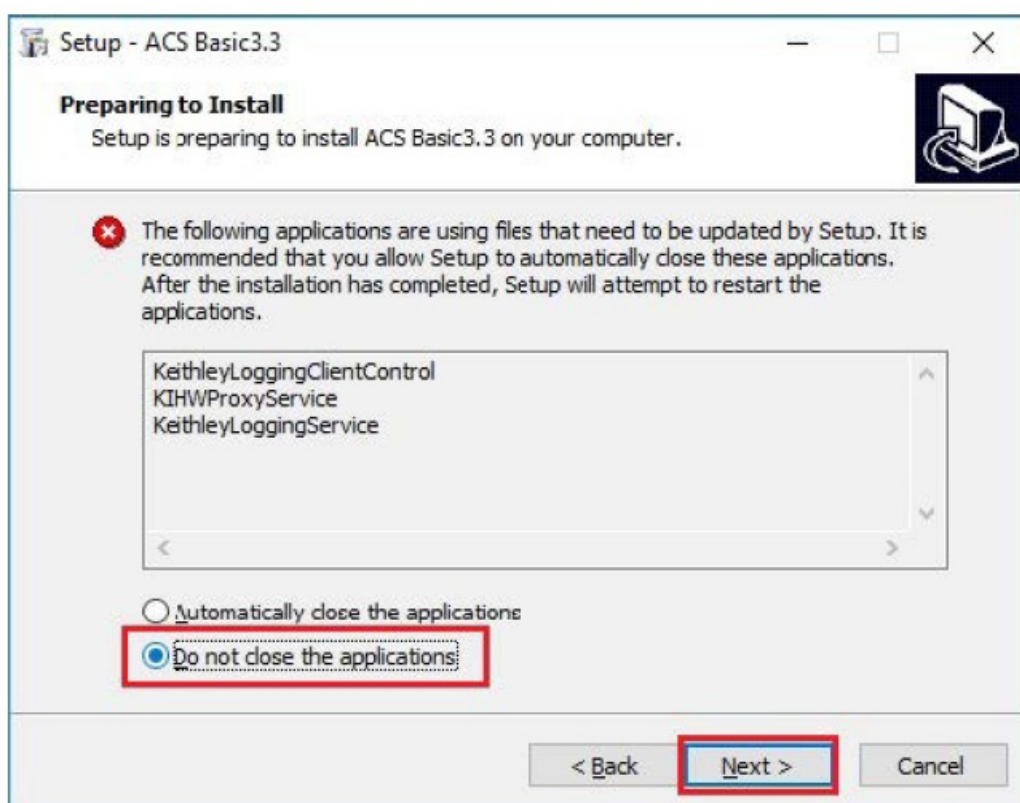 Setup - ACS Basic3.3
Preparing to Install
Setup is preparing to install ACS Basic3.3 on your computer.
The following applications are using files that need to be updated by Setup. It is
recommended that you allow Setup to automatically close these applications.
After the installation has completed, Setup will attempt to restart the
applications.
KeithleyLoggingClientControl
KIHWProxyService
KeithleyLoggingService
Automatically close the applications
Do not close the applications
< Back
Next >
Cancel